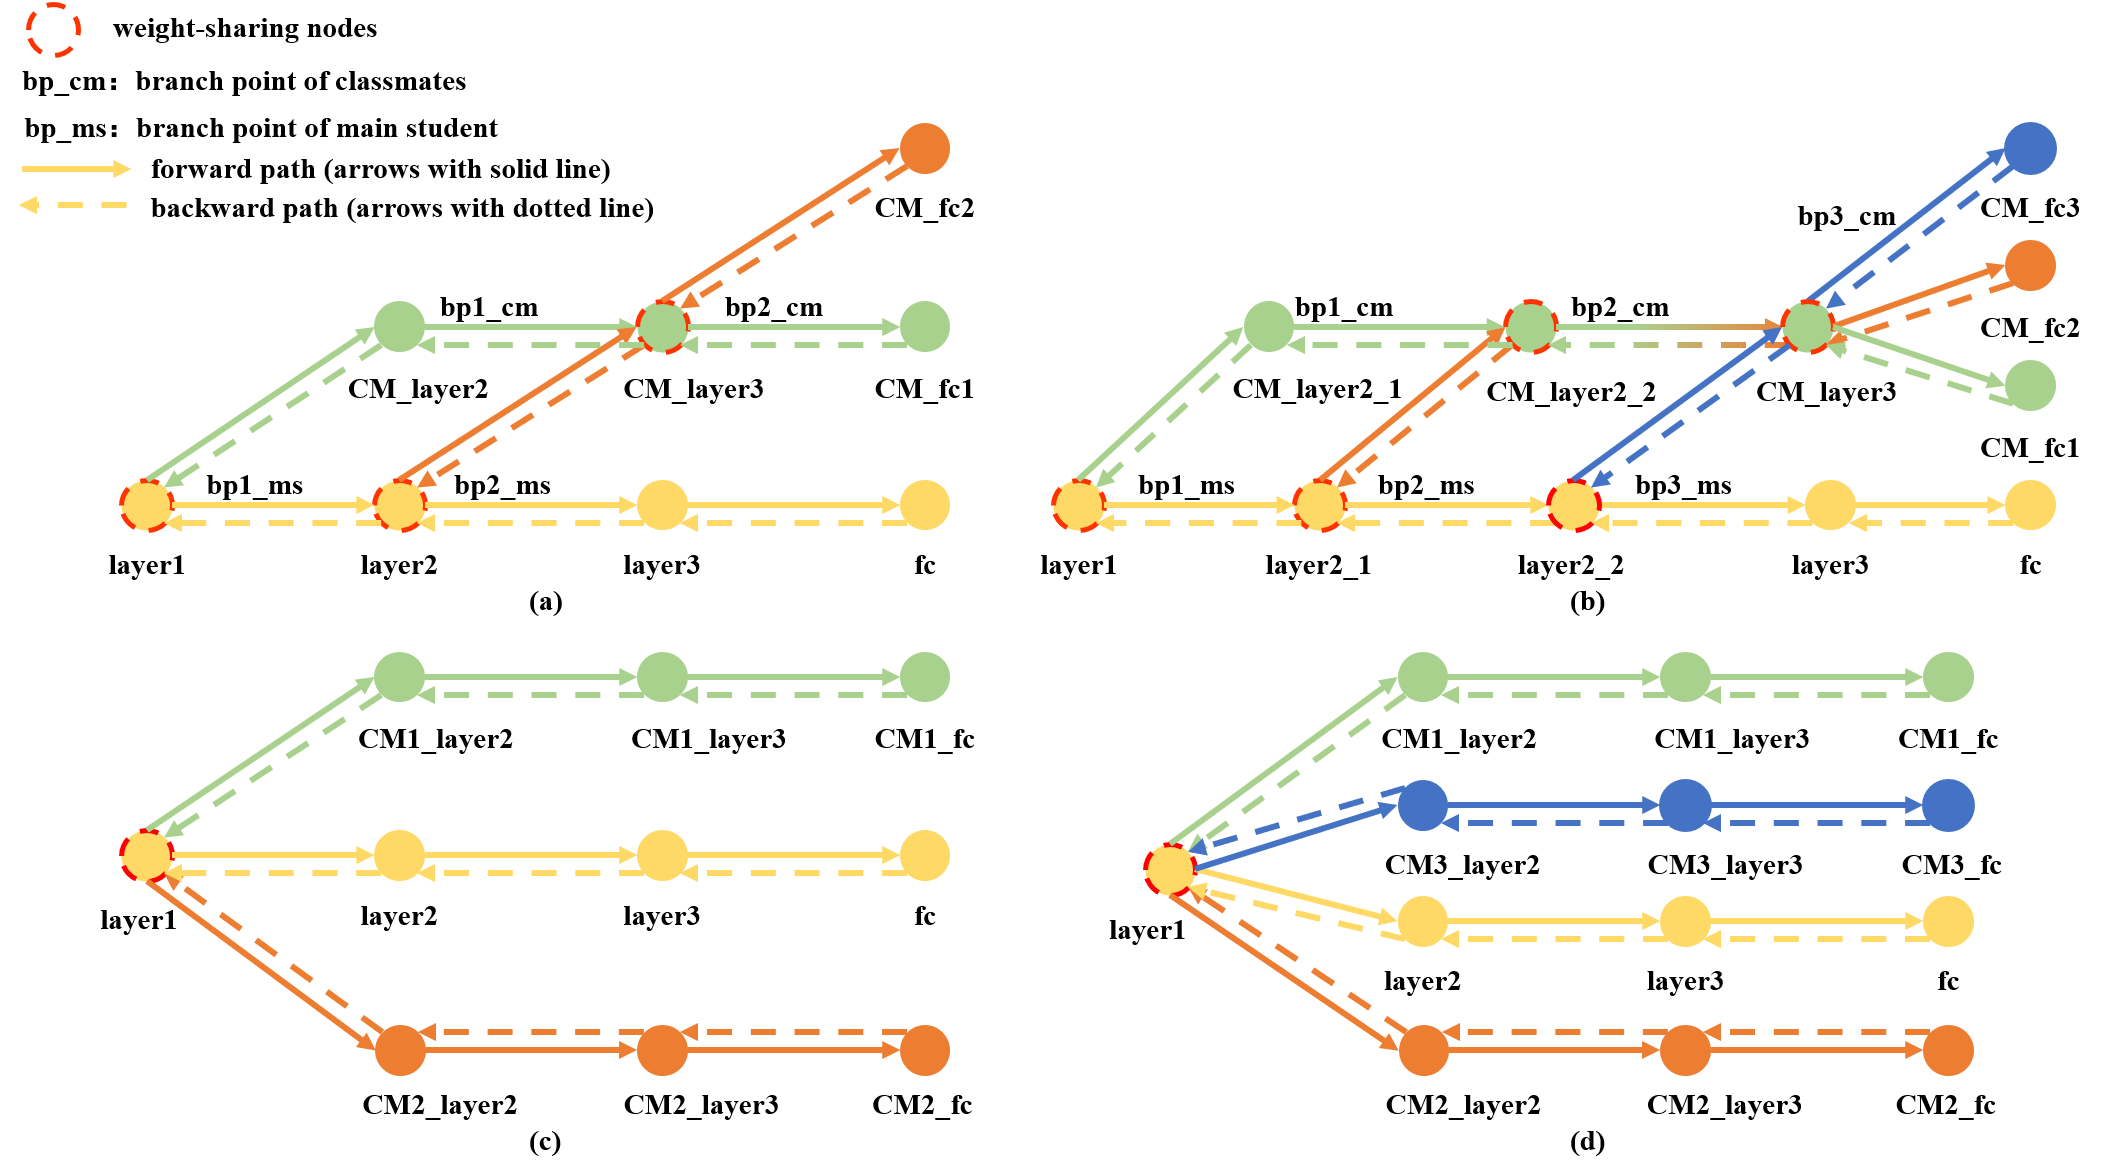 weight-sharing nodes
bp_cm: branch point of classmates
bp_ms: branch point of main student
forward path (arrows with solid line)
backward path (arrows with dotted line)
CM_fc2
bp1_cm
bp2_cm
CM_layer2
CM_layer3
CM_fc1
bp1_ms
bp2_ms
layer1
layer2
layer3
fc
(a)
bp3_cm
CM_fc3
bp1_cm
bp2_cm
CM_fc2
CM_layer2_1
CM_layer2_2
CM_layer3
CM_fc1
bp1_ms
bp2_ms
bp3_ms
layer1
layer2_1
layer2_2
layer3
fc
(b)
CM1_layer2
CM1_layer3
CM1_fc
layer1
layer2
layer3
fc
CM2_layer2
CM2_layer3
CM2_fc
(c)
CM1_layer2
CM1_layer3
CM1_fc
CM3_layer2
CM3_layer3
CM3_fc
layer1
layer2
layer3
fc
CM2_layer2
CM2_layer3
CM2_fc
(d)